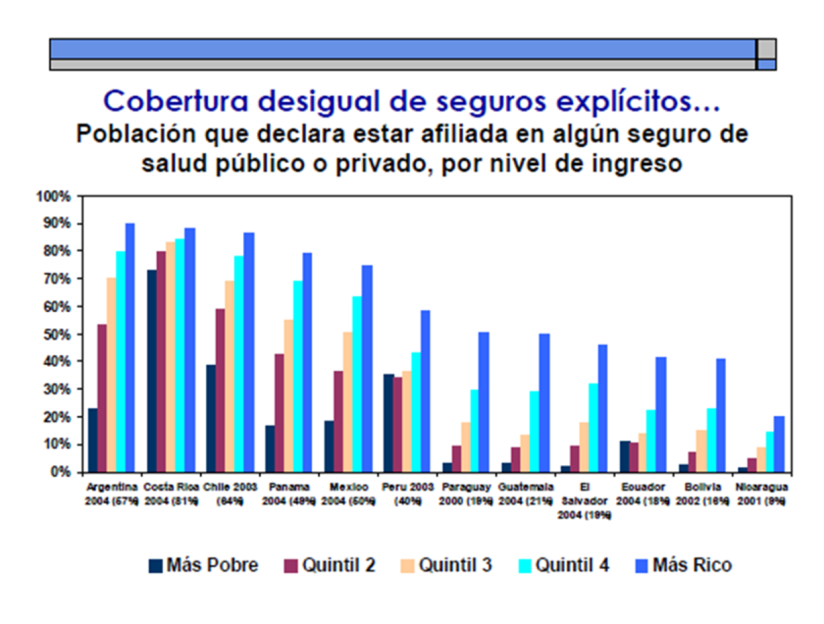 Cobertura desigual de seguros explícitos...
Población que declara estar afiliada en algún seguro de
salud público o privado, por nivel de ingreso
100%
90%
80%
70%
60%
50%
40%
30%
20%
10%
0%
Argentina Costa Rica Chile 2003 Panama Mexico Peru 2003 Paraguay Guatemala El Ecuador Bolivia Nicaragua
2004 (57%) 2004 (81%) (64%) 2004 (49%) 2004 (50%) (40%) 2000 (19%) 2004 (21%) Salvador 2004 (18%) 2002 (16%) 2001 (9%)
2004 (19%)
Más Pobre Quintil 2 Quintil 3 Quintil 4 Más Rico